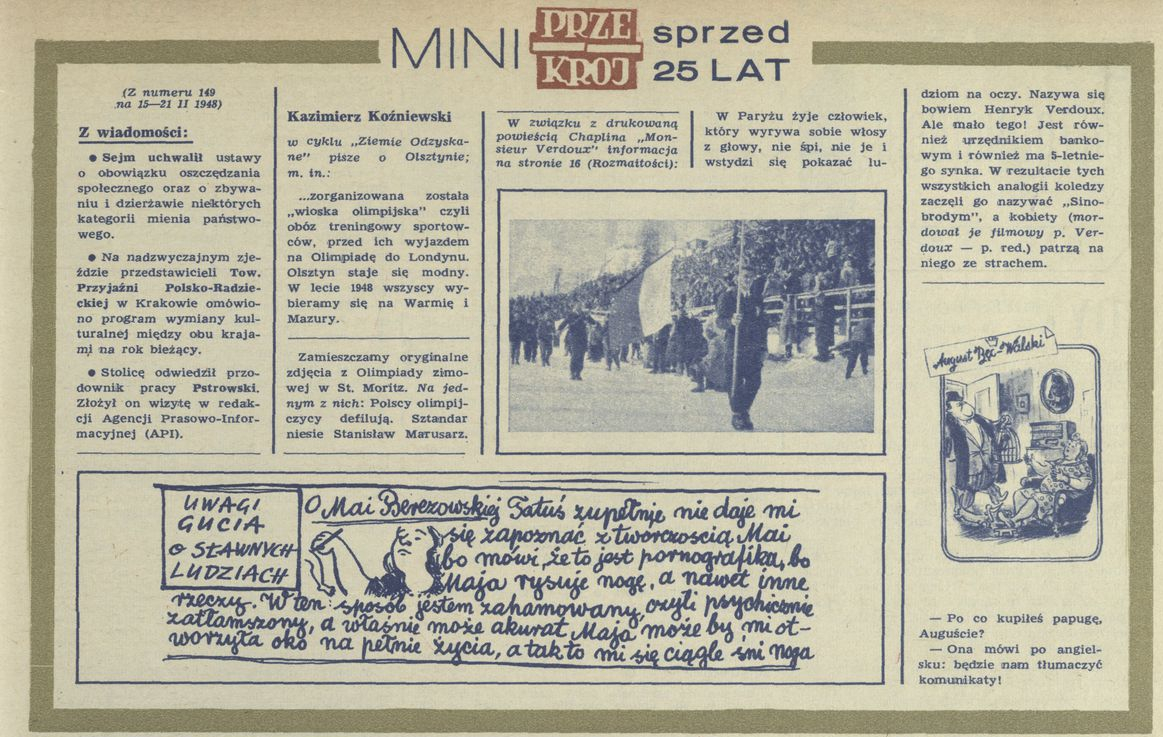 MINI PRZE
KROJ sprzed
25 LAT
(Z numeru 149
na 15—21 II 1948)
Z wiadomości:
● Sejm uchwalił ustawy
o obowiązku oszczędzania
społecznego oraz o zbywa-
niu i dzierżawie niektórych
kategorii mienia państwo-
wego.
● Na nadzwyczajnym zje-
ździe przedstawicieli Tow.
Przyjaźni Polsko-Radzie-
ckiej w Krakowie omówio-
no program wymiany kul-
turalnej między obu kraja-
mi na rok bieżący.
● Stolicę odwiedził przo-
downik pracy Pstrowski.
Złożył on wizytę w redak-
cji Agencji Prasowo-Infor-
macyjnej (API).
Kazimierz Koźniewski
w cyklu „Ziemie Odzyska-
ne” pisze o Olsztynie;
m. in.:
...zorganizowana została
„wioska olimpijska” czyli
obóz treningowy sportow-
ców, przed ich wyjazdem
na Olimpiadę do Londynu.
Olsztyn staje się modny.
W lecie 1948 wszyscy wy-
bieramy się na Warmię i
Mazury.
Zamieszczamy oryginalne
zdjęcia z Olimpiady zimo-
wej w St. Moritz. Na jed-
nym z nich: Polscy olimpij-
czycy defilują. Sztandar
niesie Stanisław Marusarz.
W związku z drukowaną
powieścią Chaplina „Mon-
sieur Verdoux” informacja
na stronie 16 (Rozmaitości):
W Paryżu żyje człowiek,
który wyrywa sobie włosy
z głowy, nie śpi, nie je i
wstydzi się pokazać lu-
dziom na oczy. Nazywa się
bowiem Henryk Verdoux.
Ale mało tego! Jest rów-
nież urzędnikiem banko-
wym i również ma 5-letnie-
go synka. W rezultacie tych
wszystkich analogii koledzy
zaczęli go nazywać „Sino-
brodym”, a kobiety (mor-
dował je filmowy p. Ver-
doux — p. red.) patrzą na
niego ze strachem.
August Bęc-Walski
— Po co kupiłeś papugę,
Auguście?
— Ona mówi po angiel-
sku: będzie nam tłumaczyć
komunikaty!
UWAGI
GUCIA
o SŁAWNYCH
LUDZIACH
O Mai Berezowskiej Tatuś zupełnie nie daje mi
się zapoznać z twórczością Mai
bo mówi, że to jest pornografika, bo
Maja rysuje nogę, a nawet inne
rzeczy. W ten sposób jestem zahamowany czyli psychicznie
zatłamszony, a właśnie może akurat Maja może by mi ot-
worzyła oko na pełnie życia, a tak to mi się ciągle śni noga